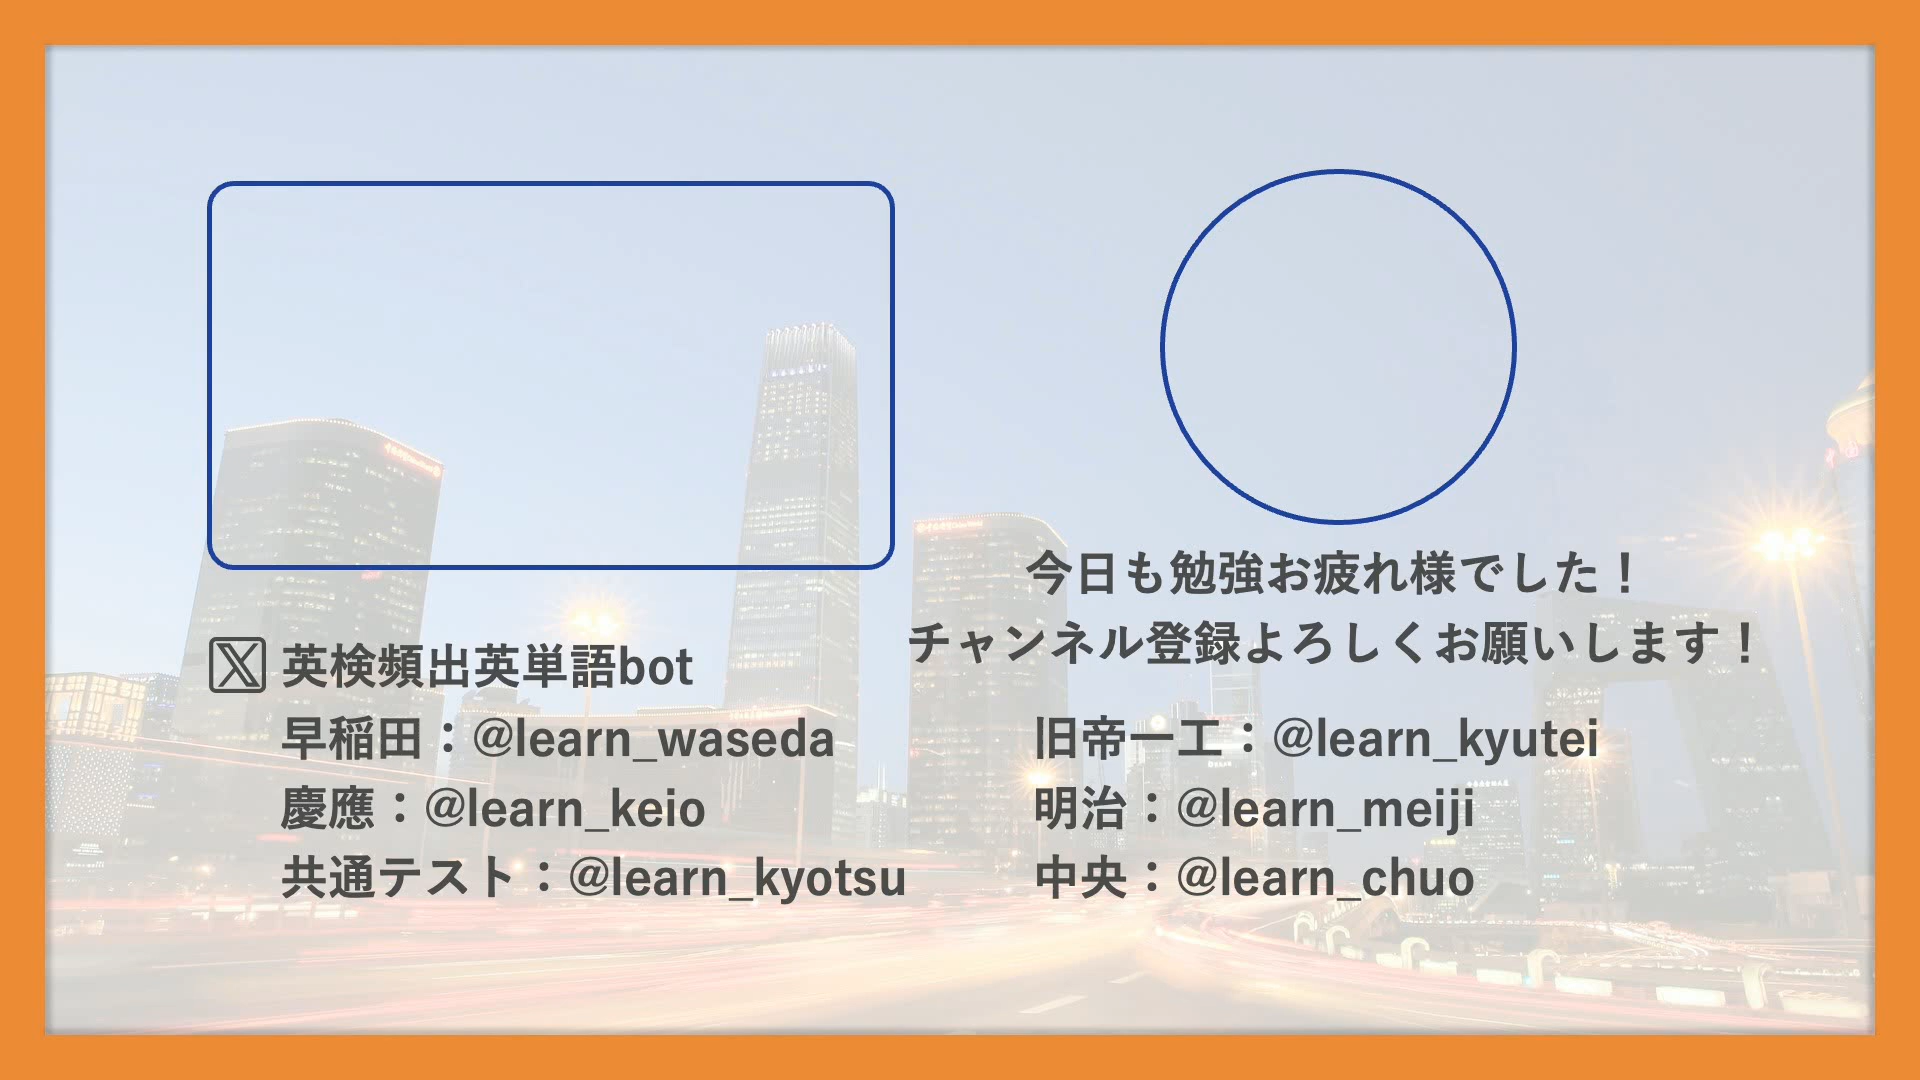 今日も勉強お疲れ様でした！
チャンネル登録よろしくお願いします！
英検頻出英単語bot
早稲田：@learn_waseda
慶應：@learn_keio
共通テスト：@learn_kyotsu
旧帝一工：@learn_kyutei
明治：@learn_meiji
中央：@learn_chuo